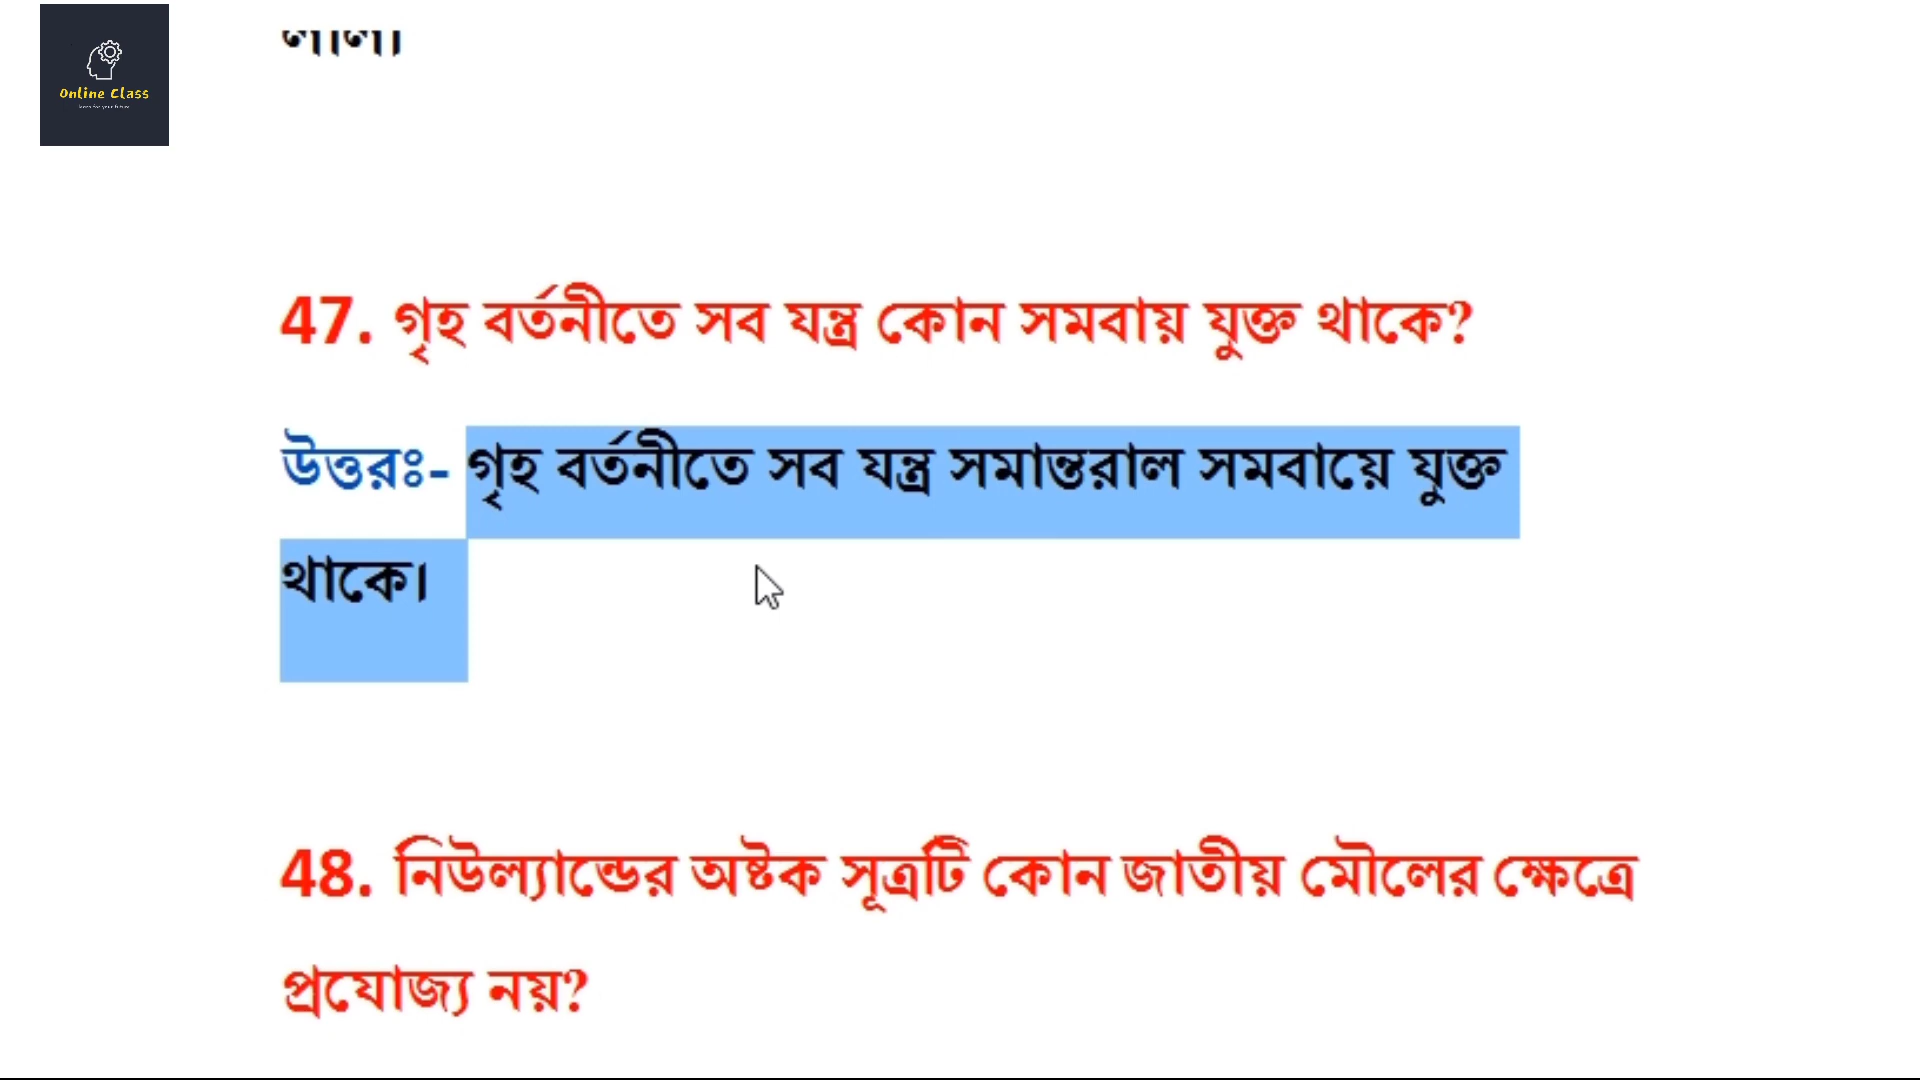 Online Class
47. গৃহ বর্তনীতে সব যন্ত্র কোন সমবায় যুক্ত থাকে?
উত্তরঃ- গৃহ বর্তনীতে সব যন্ত্র সমান্তরাল সমবায়ে যুক্ত
থাকে।
48. নিউল্যান্ডের অষ্টক সূত্রটি কোন জাতীয় মৌলের ক্ষেত্রে
প্রযোজ্য নয়?